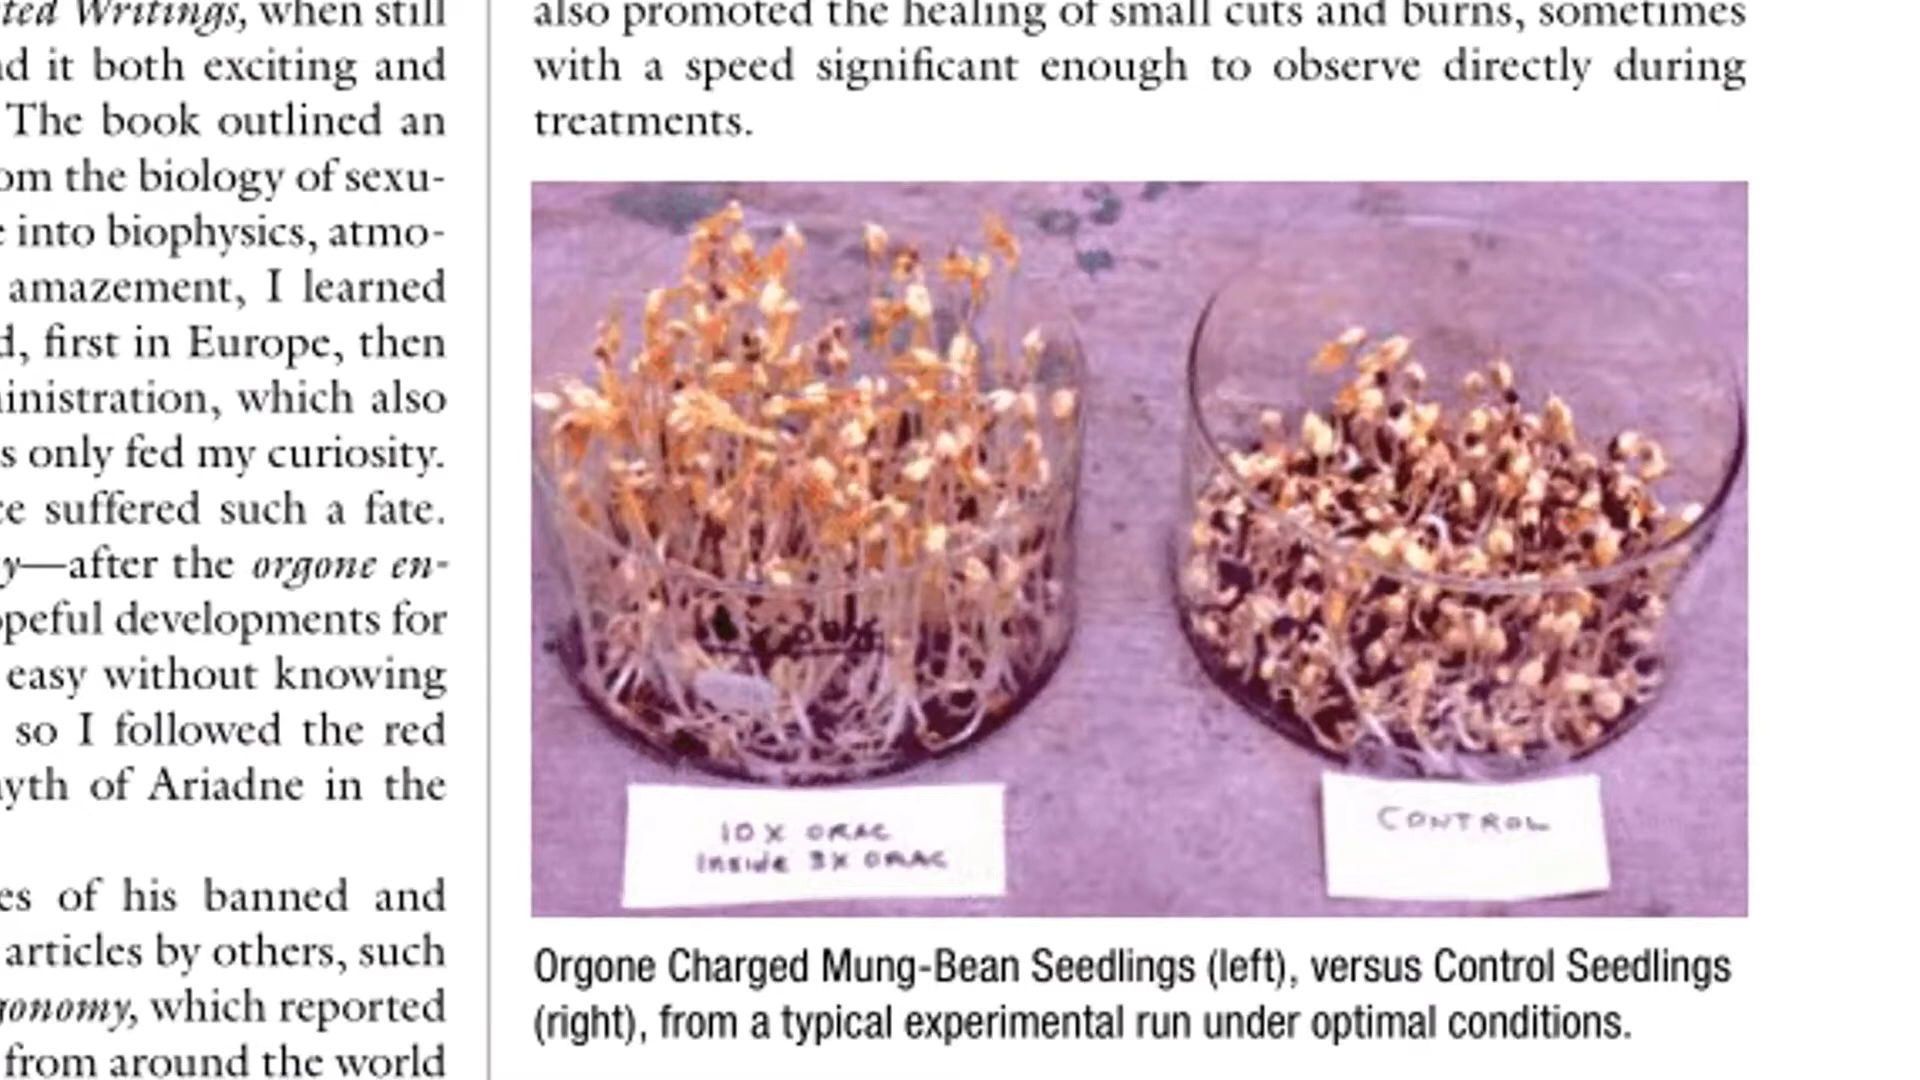 ted Writings, when still
nd it both exciting and
The book outlined an
om the biology of sexu-
e into biophysics, atmo-
amazement, I learned
d, first in Europe, then
inistration, which also
s only fed my curiosity.
ce suffered such a fate.
y—after the orgone en-
opeful developments for
easy without knowing
so I followed the red
yth of Ariadne in the
es of his banned and
articles by others, such
gonomy, which reported
from around the world
also promoted the healing of small cuts and burns, sometimes
with a speed significant enough to observe directly during
treatments.
10 X ORAC
Inside 3X ORAC
CONTROL
Orgone Charged Mung-Bean Seedlings (left), versus Control Seedlings
(right), from a typical experimental run under optimal conditions.